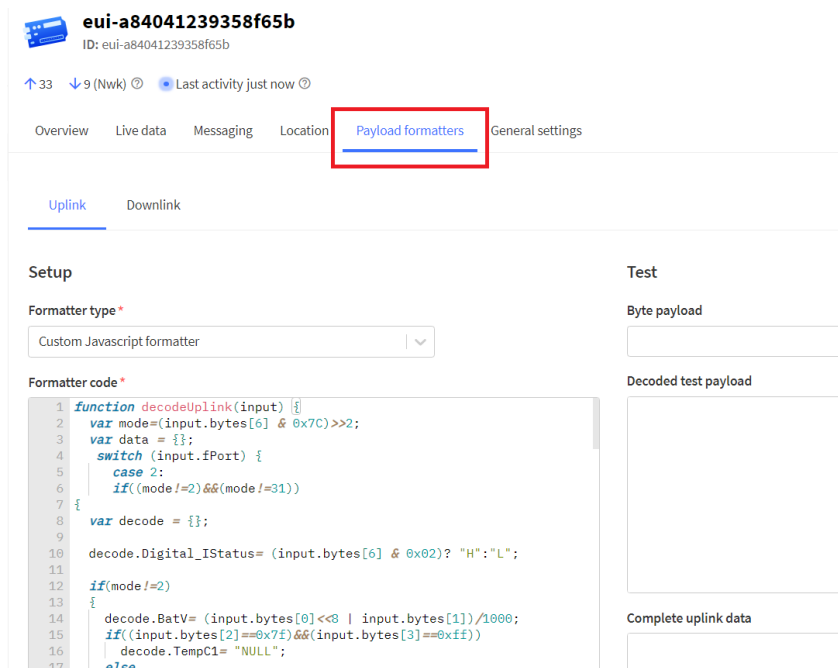 eui-a84041239358f65b
ID: eui-a84041239358f65b
33 9 (Nwk) Last activity just now
Overview Live data Messaging Location Payload formatters General settings
Uplink Downlink
Setup
Formatter type*
Custom Javascript formatter
Formatter code*
1 function decodeUplink(input) {
2 var mode=(input.bytes[6] & 0x7C)>>2;
3 var data = {};
4 switch (input.fPort) {
5 case 2:
6 if((mode!=2)&&(mode!=31))
7 {
8 var decode = {};
9
10 decode.Digital_IStatus= (input.bytes[6] & 0x02)? "H":"L";
11
12 if(mode!=2)
13 {
14 decode.BatV= (input.bytes[0]<<8 | input.bytes[1])/1000;
15 if((input.bytes[2]==0x7f)&&(input.bytes[3]==0xff))
16 decode.TempC1= "NULL";
17 else
Test
Byte payload
Decoded test payload
Complete uplink data